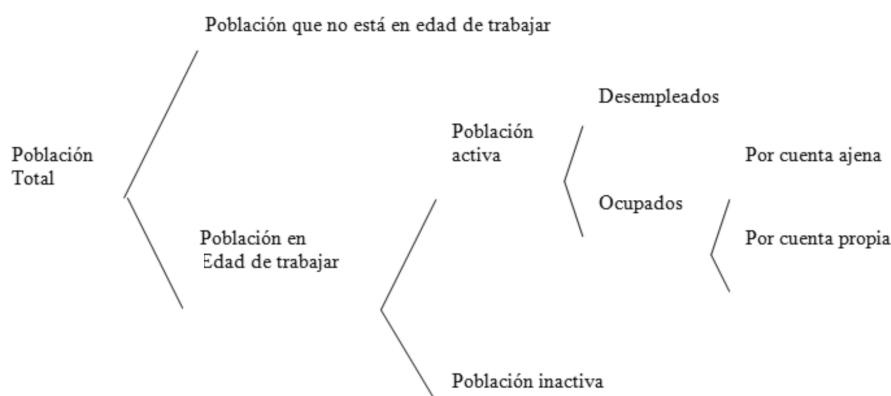 Población que no está en edad de trabajar
Desempleados
Población
activa
Población
Total
Por cuenta ajena
Ocupados
Población en
Edad de trabajar
Por cuenta propia
Población inactiva